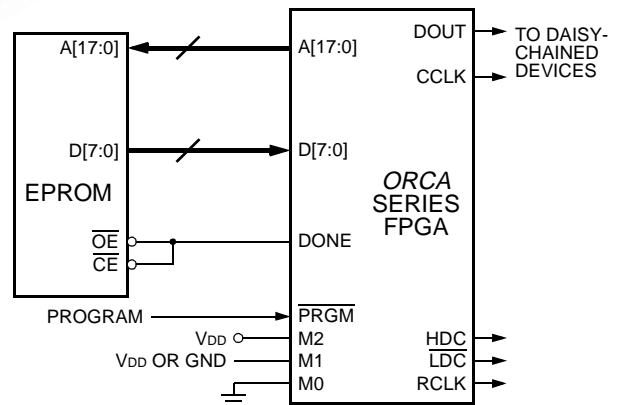 A[17:0]
A[17:0]
DOUT
TO DAISY-
CHAINED
DEVICES
CCLK
D[7:0]
D[7:0]
EPROM
ORCA
SERIES
FPGA
OE
CE
DONE
PROGRAM
PRGM
VDD
M2
HDC
VDD OR GND
M1
LDC
M0
RCLK